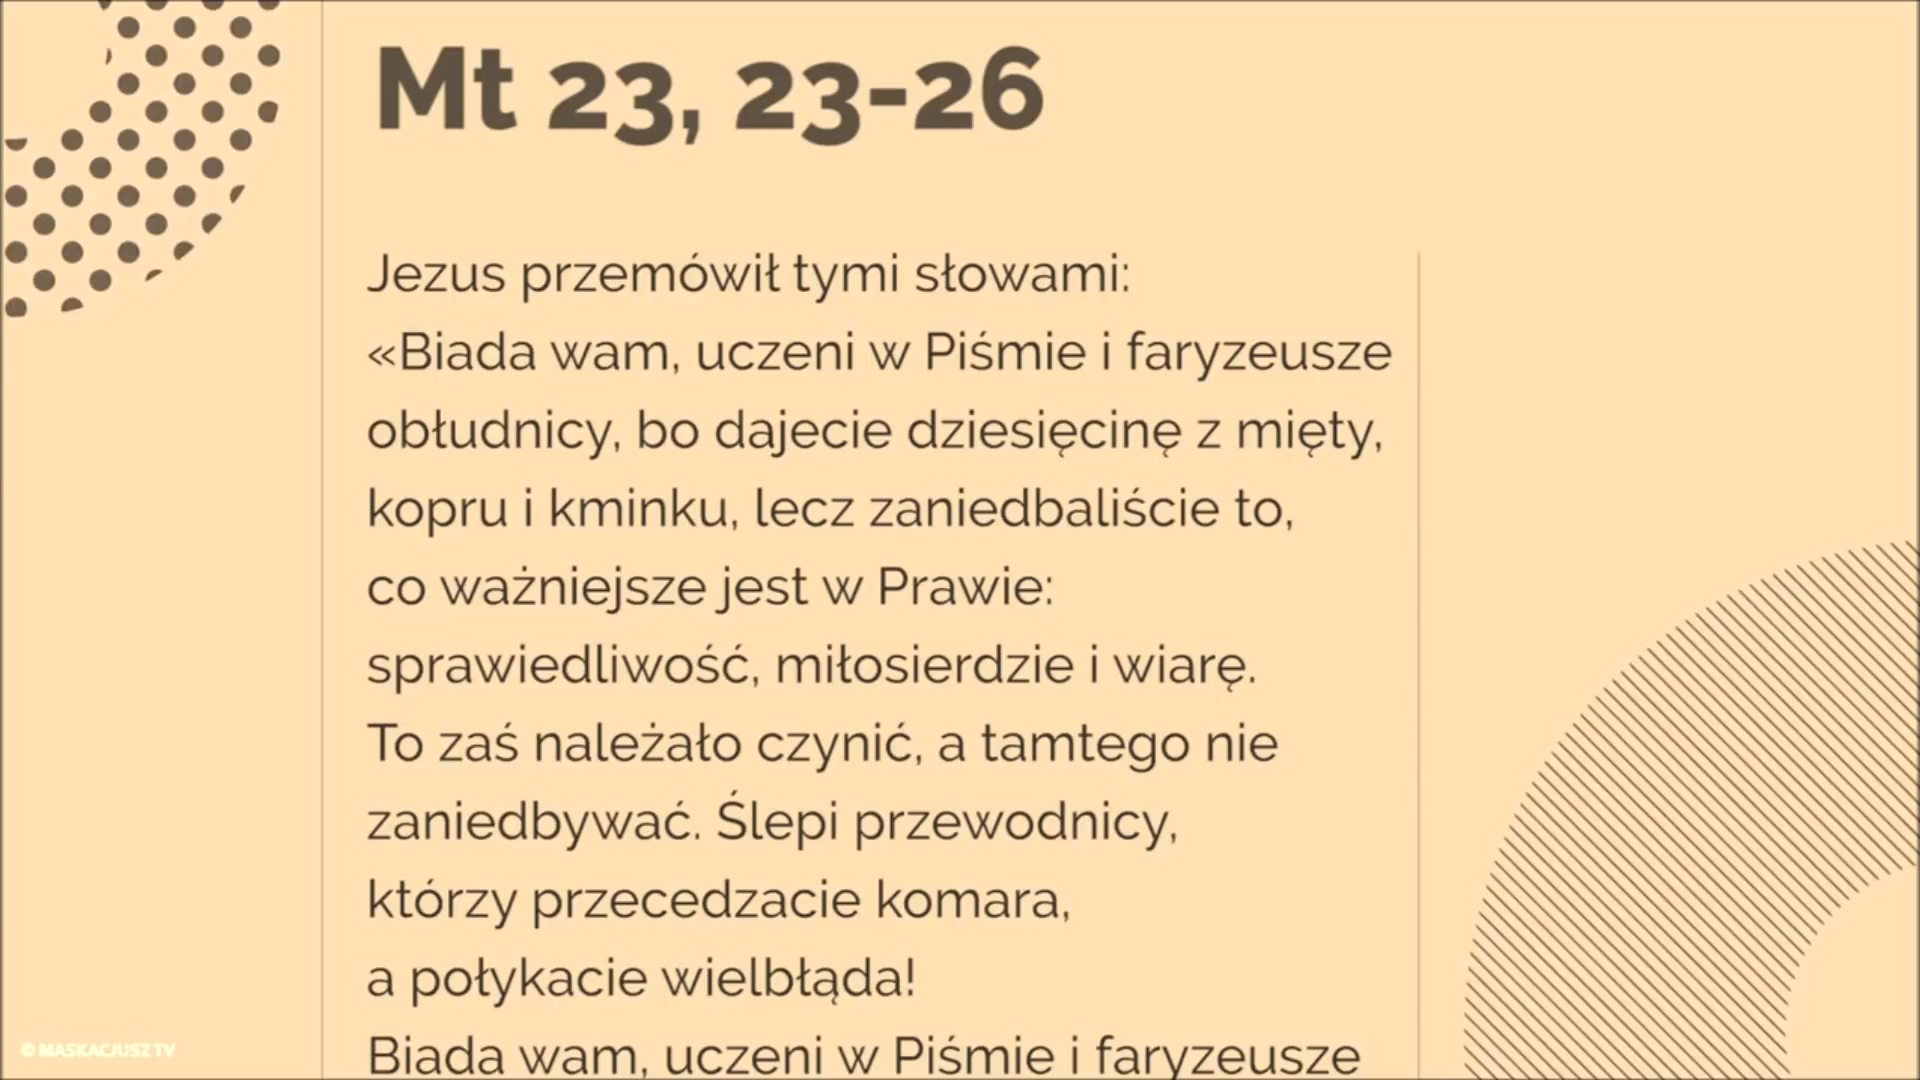 Mt 23, 23-26
Jezus przemówił tymi słowami:
«Biada wam, uczeni w Piśmie i faryzeusze
obłudnicy, bo dajecie dziesięcinę z mięty,
kopru i kminku, lecz zaniedbaliście to,
co ważniejsze jest w Prawie:
sprawiedliwość, miłosierdzie i wiarę.
To zaś należało czynić, a tamtego nie
zaniedbywać. Ślepi przewodnicy,
którzy przecedzacie komara,
a połykacie wielbłąda!
Biada wam, uczeni w Piśmie i faryzeusze
© MASKACJUSZ TV